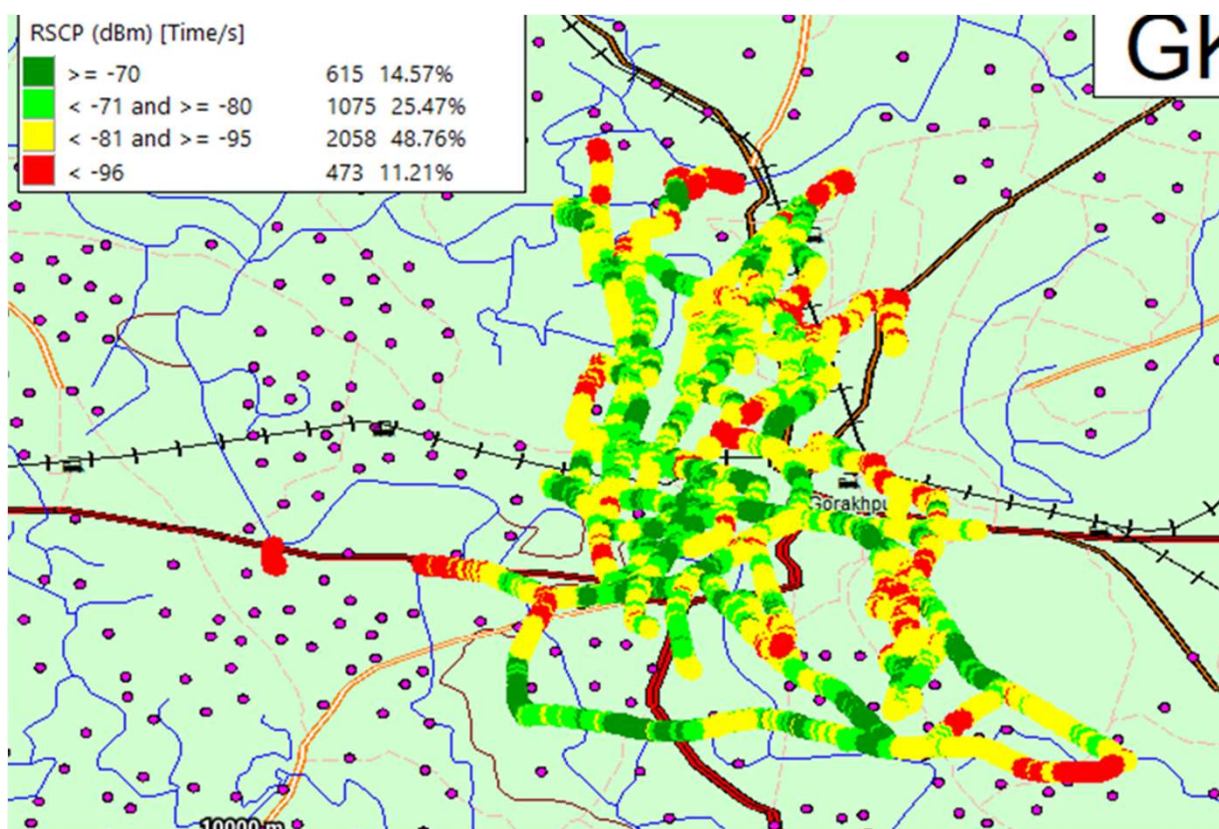 RSCP (dBm) [Time/s]
>= -70 615 14.57%
< -71 and >= -80 1075 25.47%
< -81 and >= -95 2058 48.76%
< -96 473 11.21%
GK
Gorakhpu
10000 m